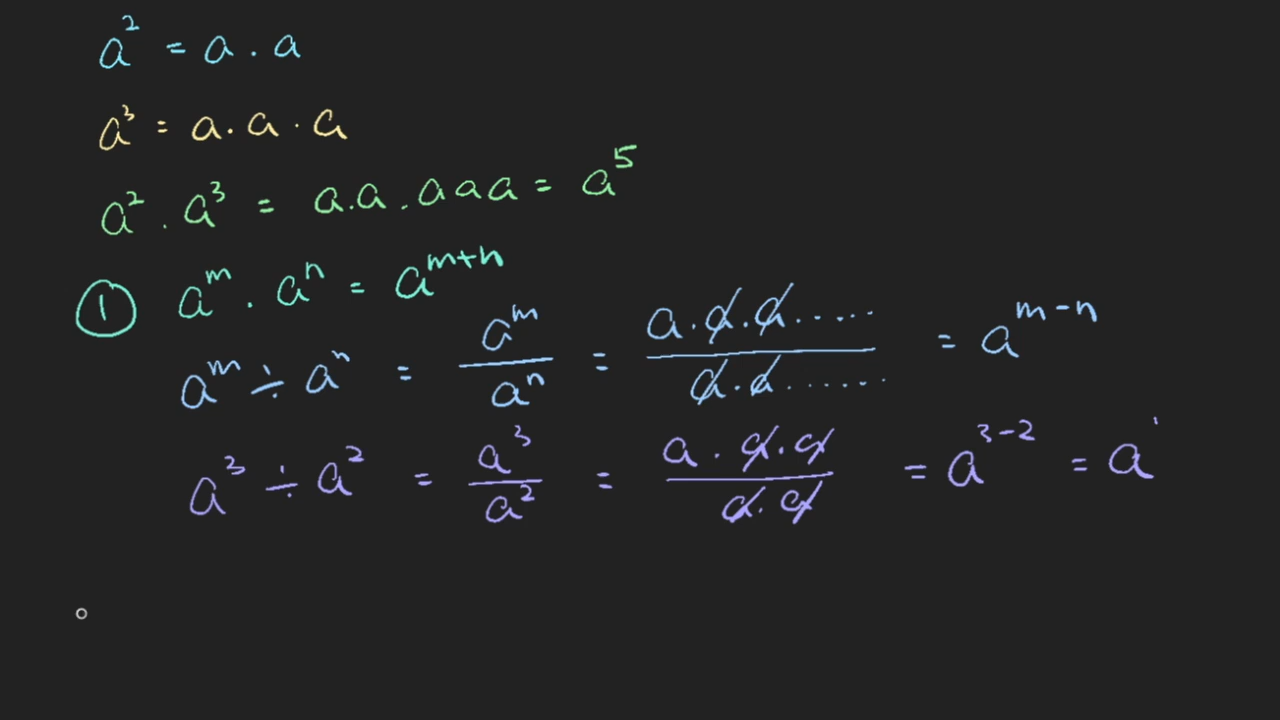 a² = a . a
a³ = a . a . a
a² . a³ = a.a . a a a = a⁵
① aᵐ . aⁿ = aᵐ⁺ⁿ
aᵐ ÷ aⁿ = aᵐ/aⁿ = a . a . a...../a . a ...... = aᵐ⁻ⁿ
a³ ÷ a² = a³/a² = a . a . a/a . a = a³⁻² = a¹